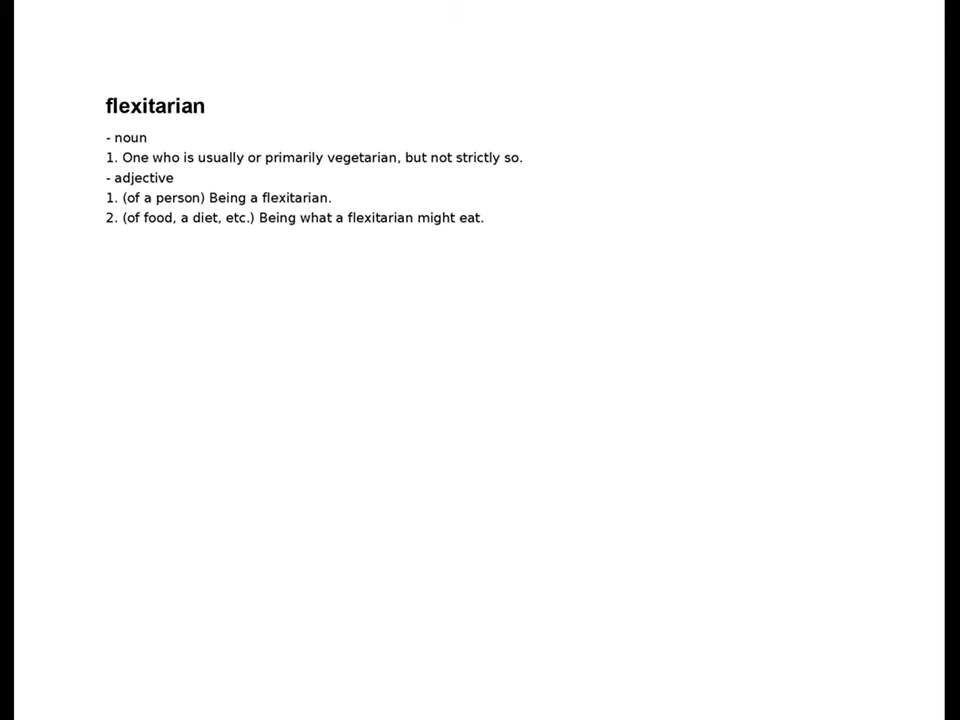 flexitarian
- noun
1. One who is usually or primarily vegetarian, but not strictly so.
- adjective
1. (of a person) Being a flexitarian.
2. (of food, a diet, etc.) Being what a flexitarian might eat.